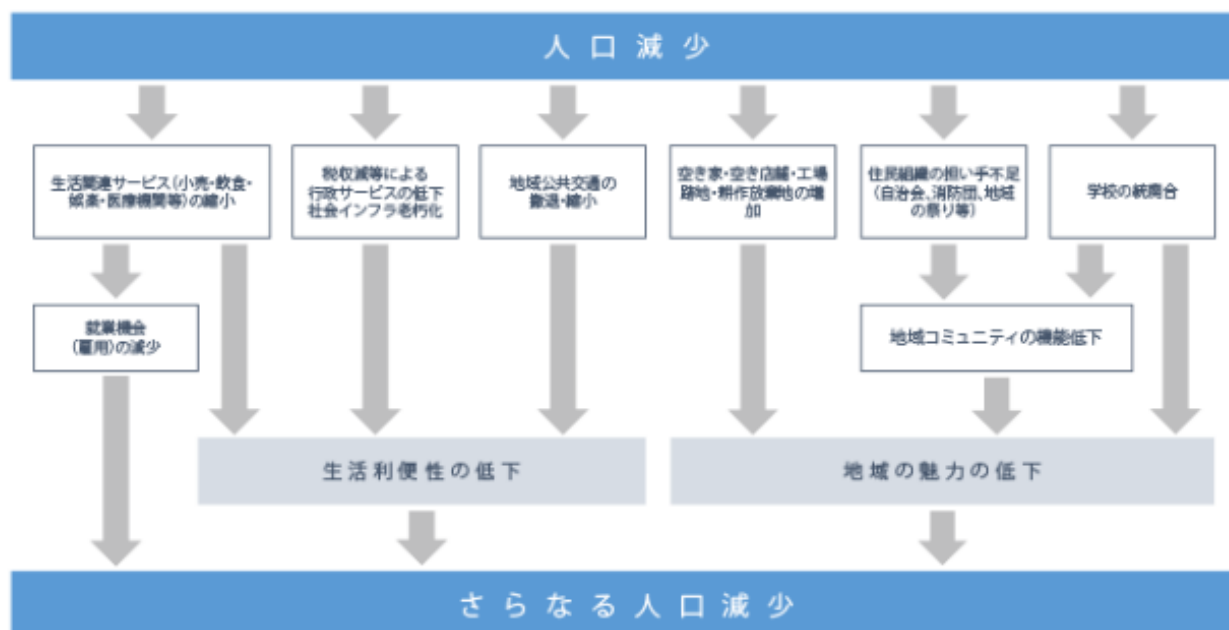 人口減少
生活関連サービス(小売・飲食・
娯楽・医療機関等)の縮小
税収減等による
行政サービスの低下
社会インフラ老朽化
地域公共交通の
撤退・縮小
空き家・空き店舗・工場
跡地・耕作放棄地の増
加
住民組織の担い手不足
(自治会、消防団、地域
の祭り等)
学校の統廃合
就業機会
(雇用)の減少
地域コミュニティの機能低下
生活利便性の低下
地域の魅力の低下
さらなる人口減少